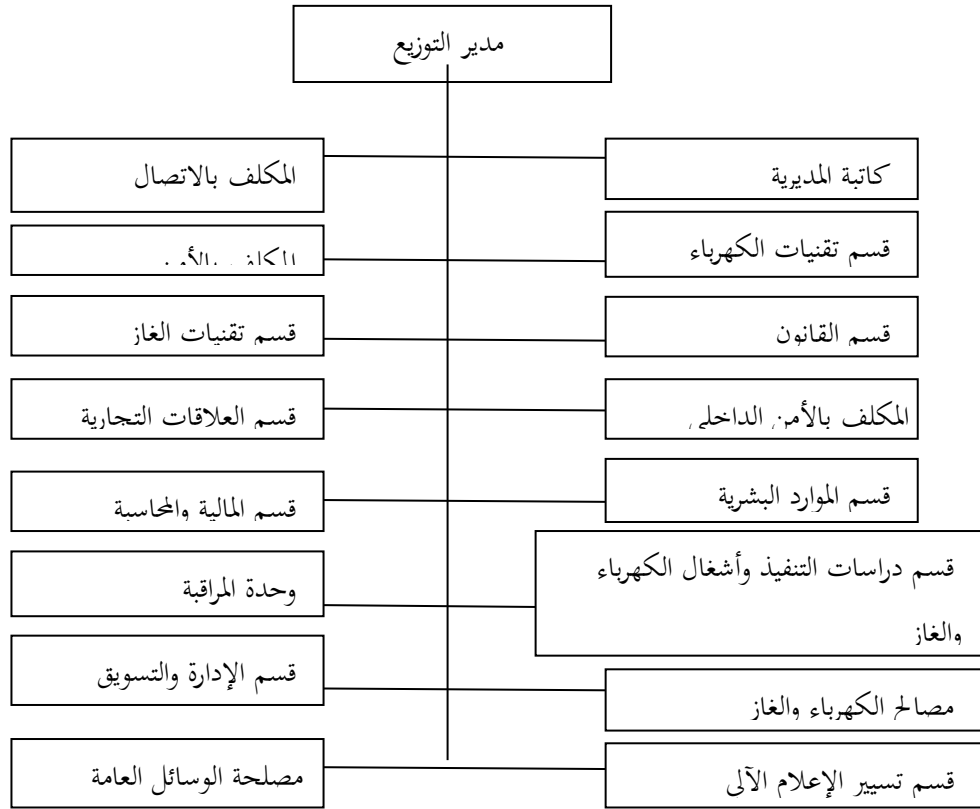 مدير التوزيع
كاتبة المديرية
المكلف بالاتصال
قسم تقنيات الكهرباء
المكلف بالأمن
قسم القانون
قسم تقنيات الغاز
المكلف بالأمن الداخلي
قسم العلاقات التجارية
قسم الموارد البشرية
قسم المالية والمحاسبة
قسم دراسات التنفيذ وأشغال الكهرباء
والغاز
وحدة المراقبة
مصالح الكهرباء والغاز
قسم الإدارة والتسويق
قسم تسيير الإعلام الآلي
مصلحة الوسائل العامة